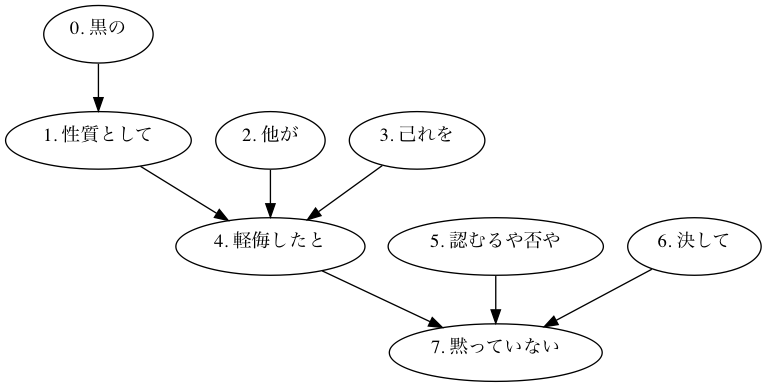 0. 黒の
1. 性質として
2. 他が
3. 己れを
4. 軽侮したと
5. 認むるや否や
6. 決して
7. 黙っていない